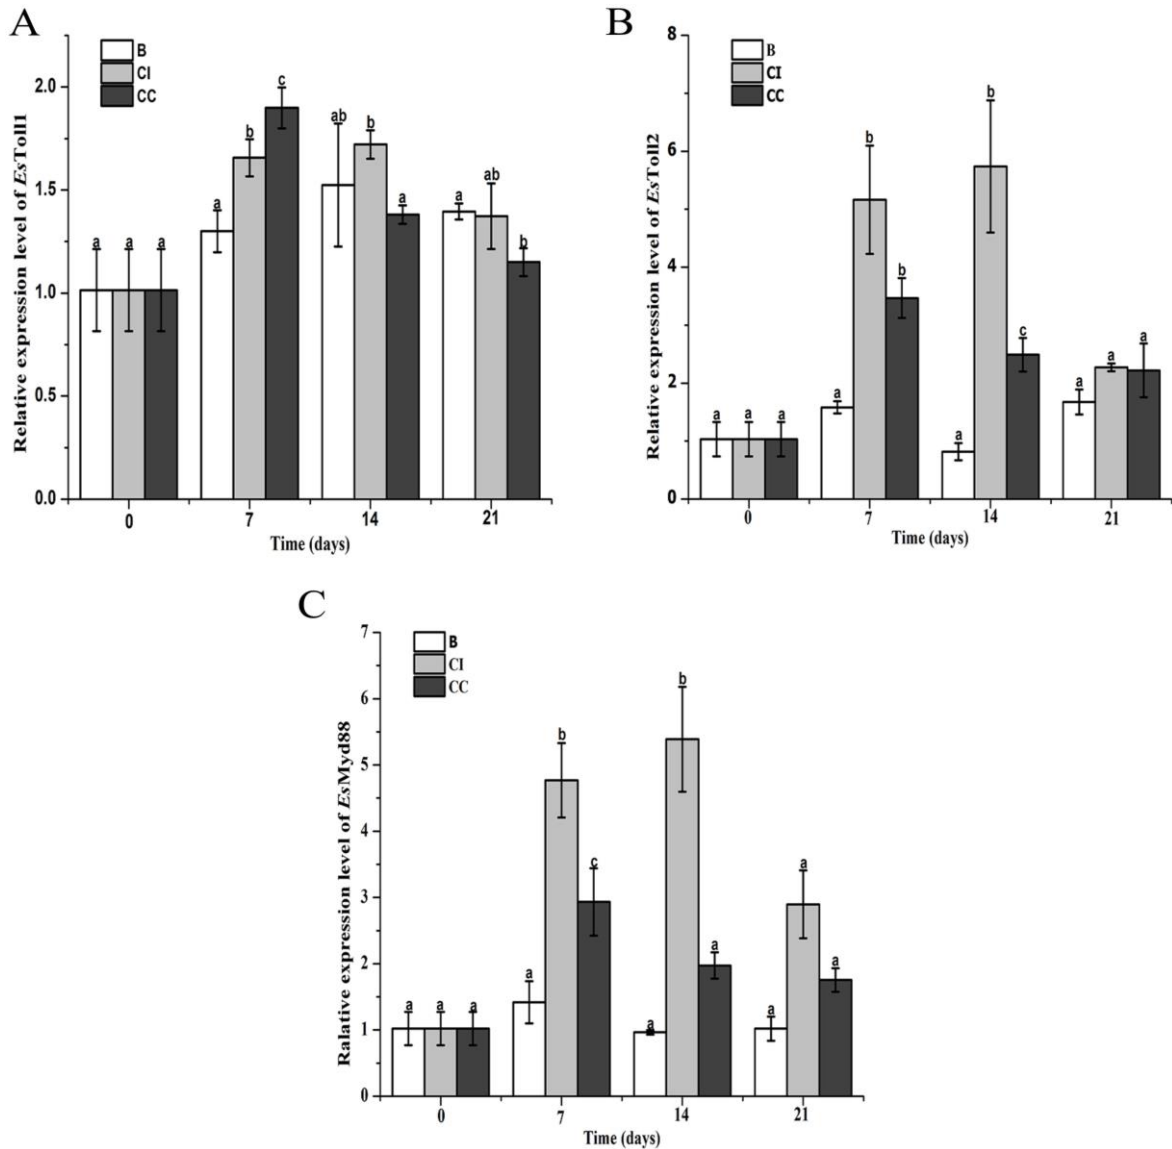 A
B
CI
CC
Relative expression level of EsToll1
2.0
1.5
1.0
0.5
0.0
a a a
a b c
ab b a
a ab b
0 7 14 21
Time (days)
B
B
CI
CC
Relative expression level of EsToll2
8
6
4
2
0
a a a
a b b
a b c
a a a
0 7 14 21
Time (days)
C
B
CI
CC
Ralative expression level of EsMyd88
7
6
5
4
3
2
1
0
a a a
a b c
a b a
a a a
0 7 14 21
Time (days)